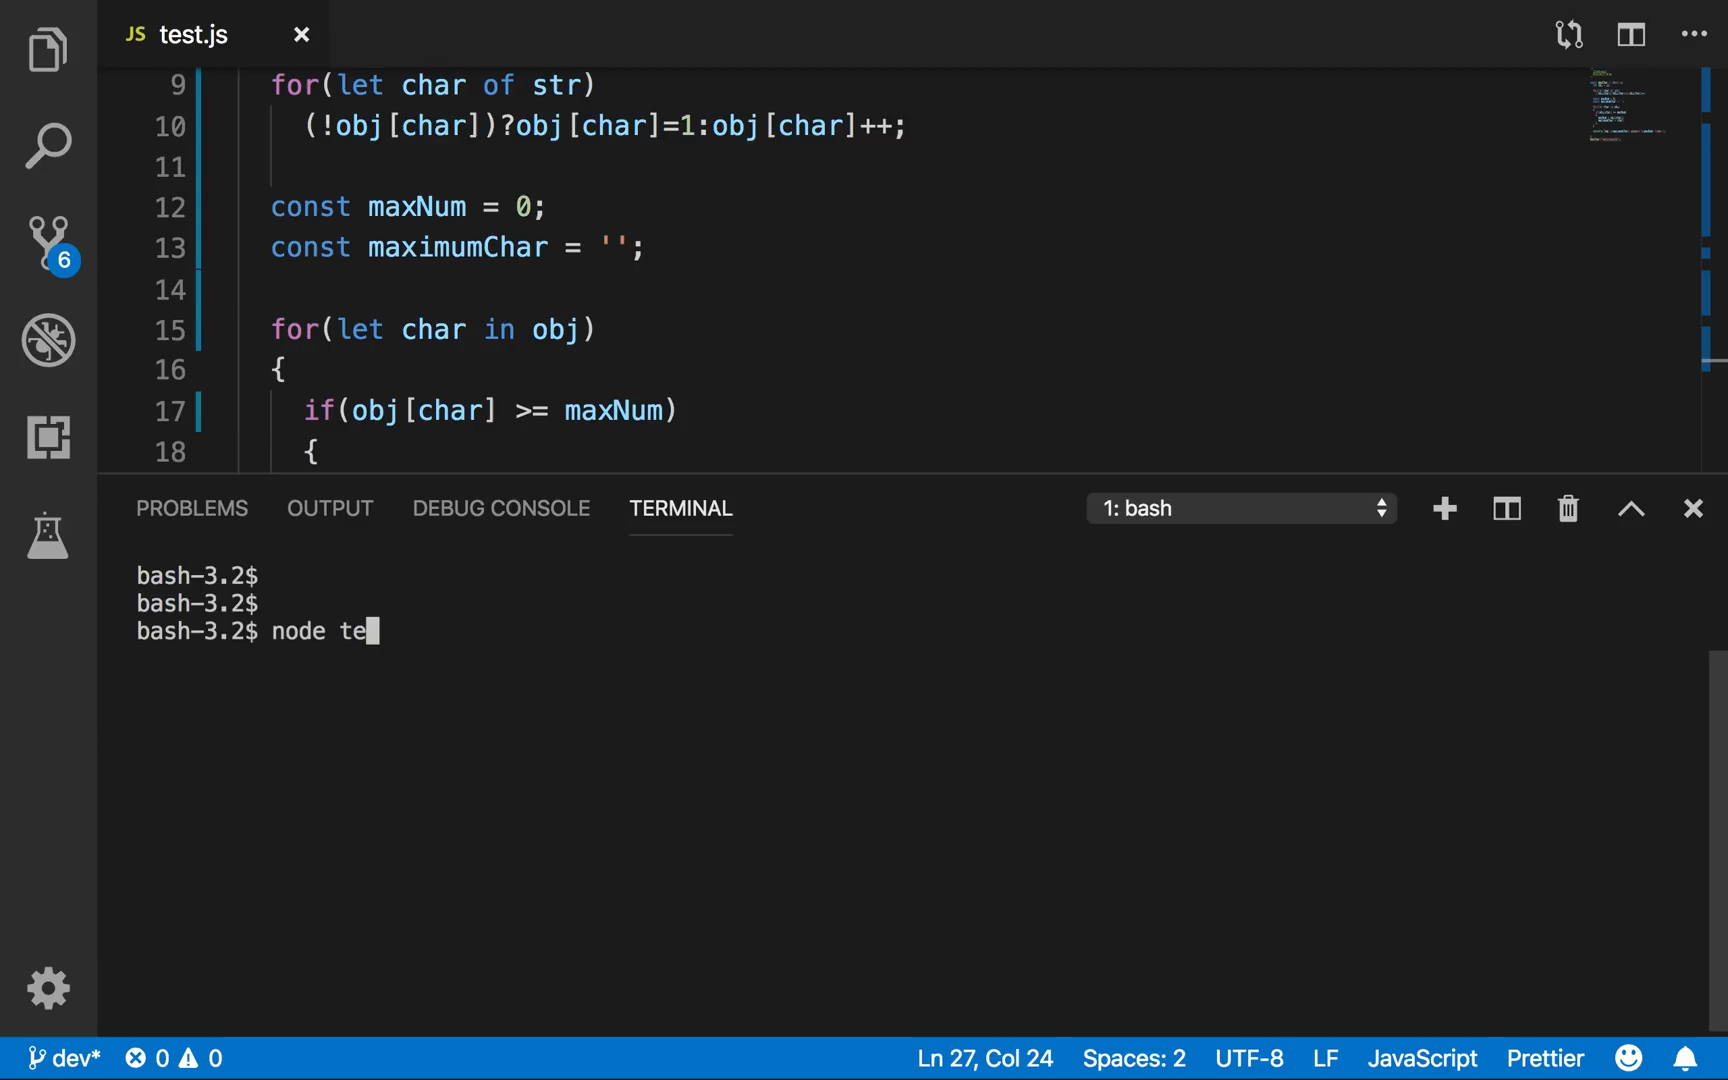 JS test.js
9 for(let char of str)
10 (!obj[char])?obj[char]=1:obj[char]++;
11
12 const maxNum = 0;
13 const maximumChar = '';
14
15 for(let char in obj)
16 {
17 if(obj[char] >= maxNum)
18 {
6
PROBLEMS OUTPUT DEBUG CONSOLE TERMINAL 1: bash
bash-3.2$
bash-3.2$
bash-3.2$ node te
dev* 0 0 Ln 27, Col 24 Spaces: 2 UTF-8 LF JavaScript Prettier